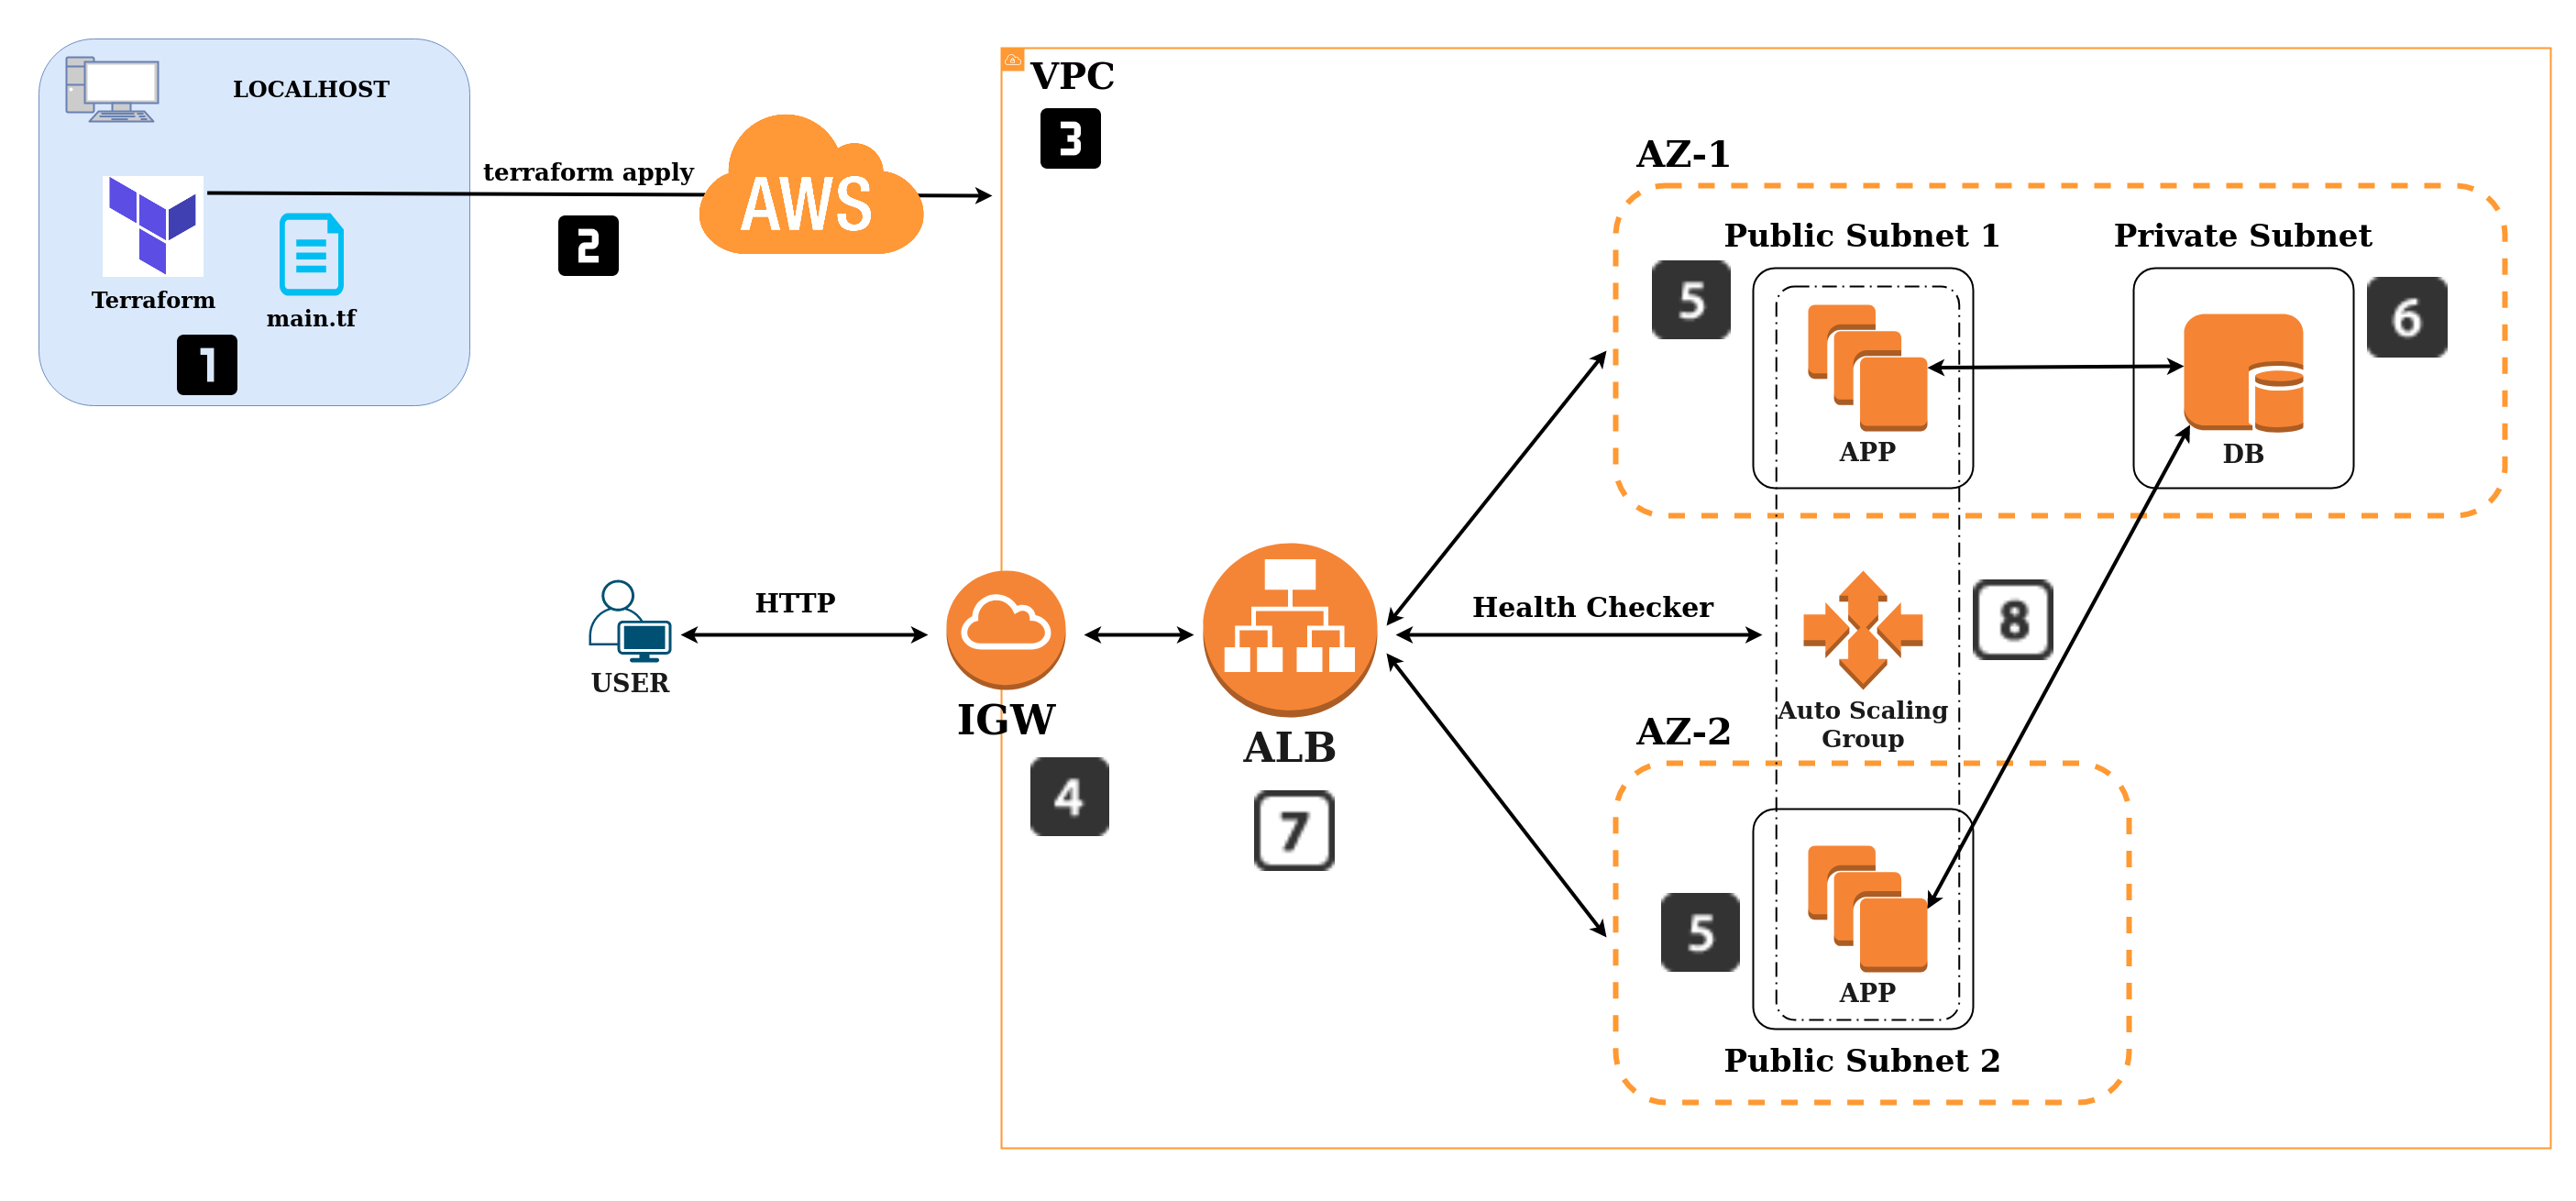 LOCALHOST
Terraform
main.tf
1
terraform apply
2
AWS
VPC
3
AZ-1
Public Subnet 1
Private Subnet
5
6
APP
DB
USER
HTTP
IGW
4
ALB
7
Health Checker
8
Auto Scaling
Group
AZ-2
5
APP
Public Subnet 2